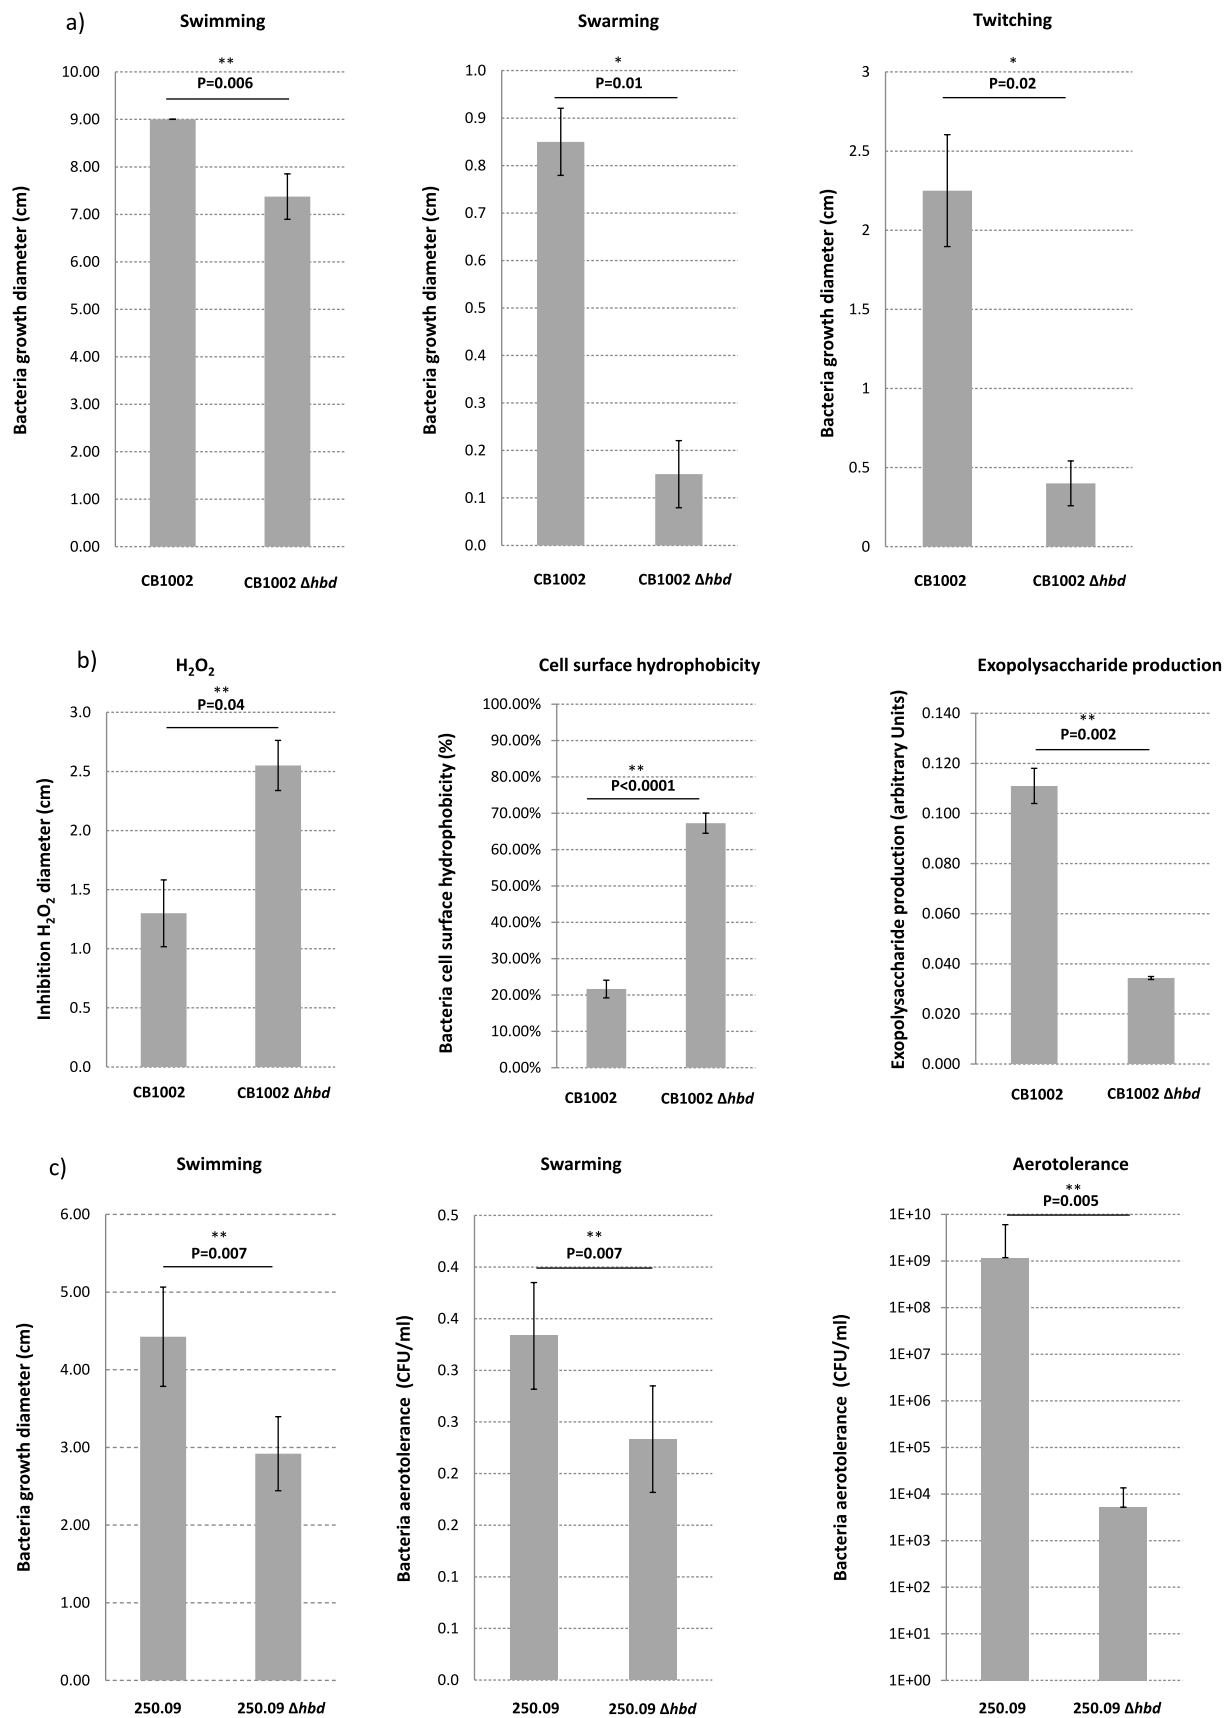 a)
Swimming
**
P=0.006
Bacteria growth diameter (cm)
10.00
9.00
8.00
7.00
6.00
5.00
4.00
3.00
2.00
1.00
0.00
CB1002
CB1002 Δhbd
Swarming
*
P=0.01
Bacteria growth diameter (cm)
1.0
0.9
0.8
0.7
0.6
0.5
0.4
0.3
0.2
0.1
0.0
CB1002
CB1002 Δhbd
Twitching
*
P=0.02
Bacteria growth diameter (cm)
3
2.5
2
1.5
1
0.5
0
CB1002
CB1002 Δhbd
b)
H₂O₂
**
P=0.04
Inhibition H₂O₂ diameter (cm)
3.0
2.5
2.0
1.5
1.0
0.5
0.0
CB1002
CB1002 Δhbd
Cell surface hydrophobicity
**
P<0.0001
Bacteria cell surface hydrophobicity (%)
100.00%
90.00%
80.00%
70.00%
60.00%
50.00%
40.00%
30.00%
20.00%
10.00%
0.00%
CB1002
CB1002 Δhbd
Exopolysaccharide production
**
P=0.002
Exopolysaccharide production (arbitrary Units)
0.140
0.120
0.100
0.080
0.060
0.040
0.020
0.000
CB1002
CB1002 Δhbd
c)
Swimming
**
P=0.007
Bacteria growth diameter (cm)
6.00
5.00
4.00
3.00
2.00
1.00
0.00
250.09
250.09 Δhbd
Swarming
**
P=0.007
Bacteria aerotolerance (CFU/ml)
0.5
0.4
0.4
0.3
0.3
0.2
0.2
0.1
0.1
0.0
250.09
250.09 Δhbd
Aerotolerance
**
P=0.005
Bacteria aerotolerance (CFU/ml)
1E+10
1E+09
1E+08
1E+07
1E+06
1E+05
1E+04
1E+03
1E+02
1E+01
1E+00
250.09
250.09 Δhbd